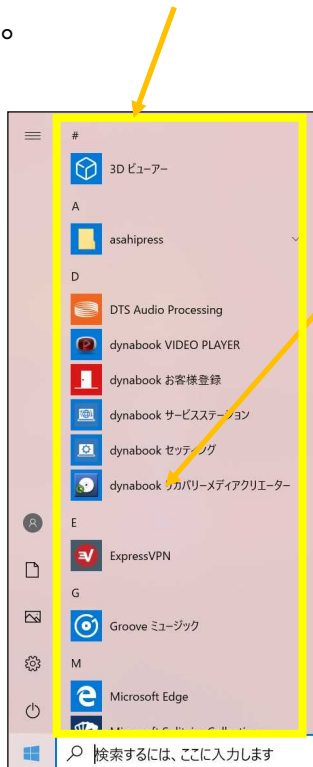 。
#
3D ビューアー
A
asahipress
D
DTS Audio Processing
dynabook VIDEO PLAYER
dynabook お客様登録
dynabook サービスステーション
dynabook セッティング
dynabook リカバリーメディアクリエーター
E
ExpressVPN
G
Groove ミュージック
M
Microsoft Edge
Microsoft Solitaire Collection
検索するには、ここに入力します